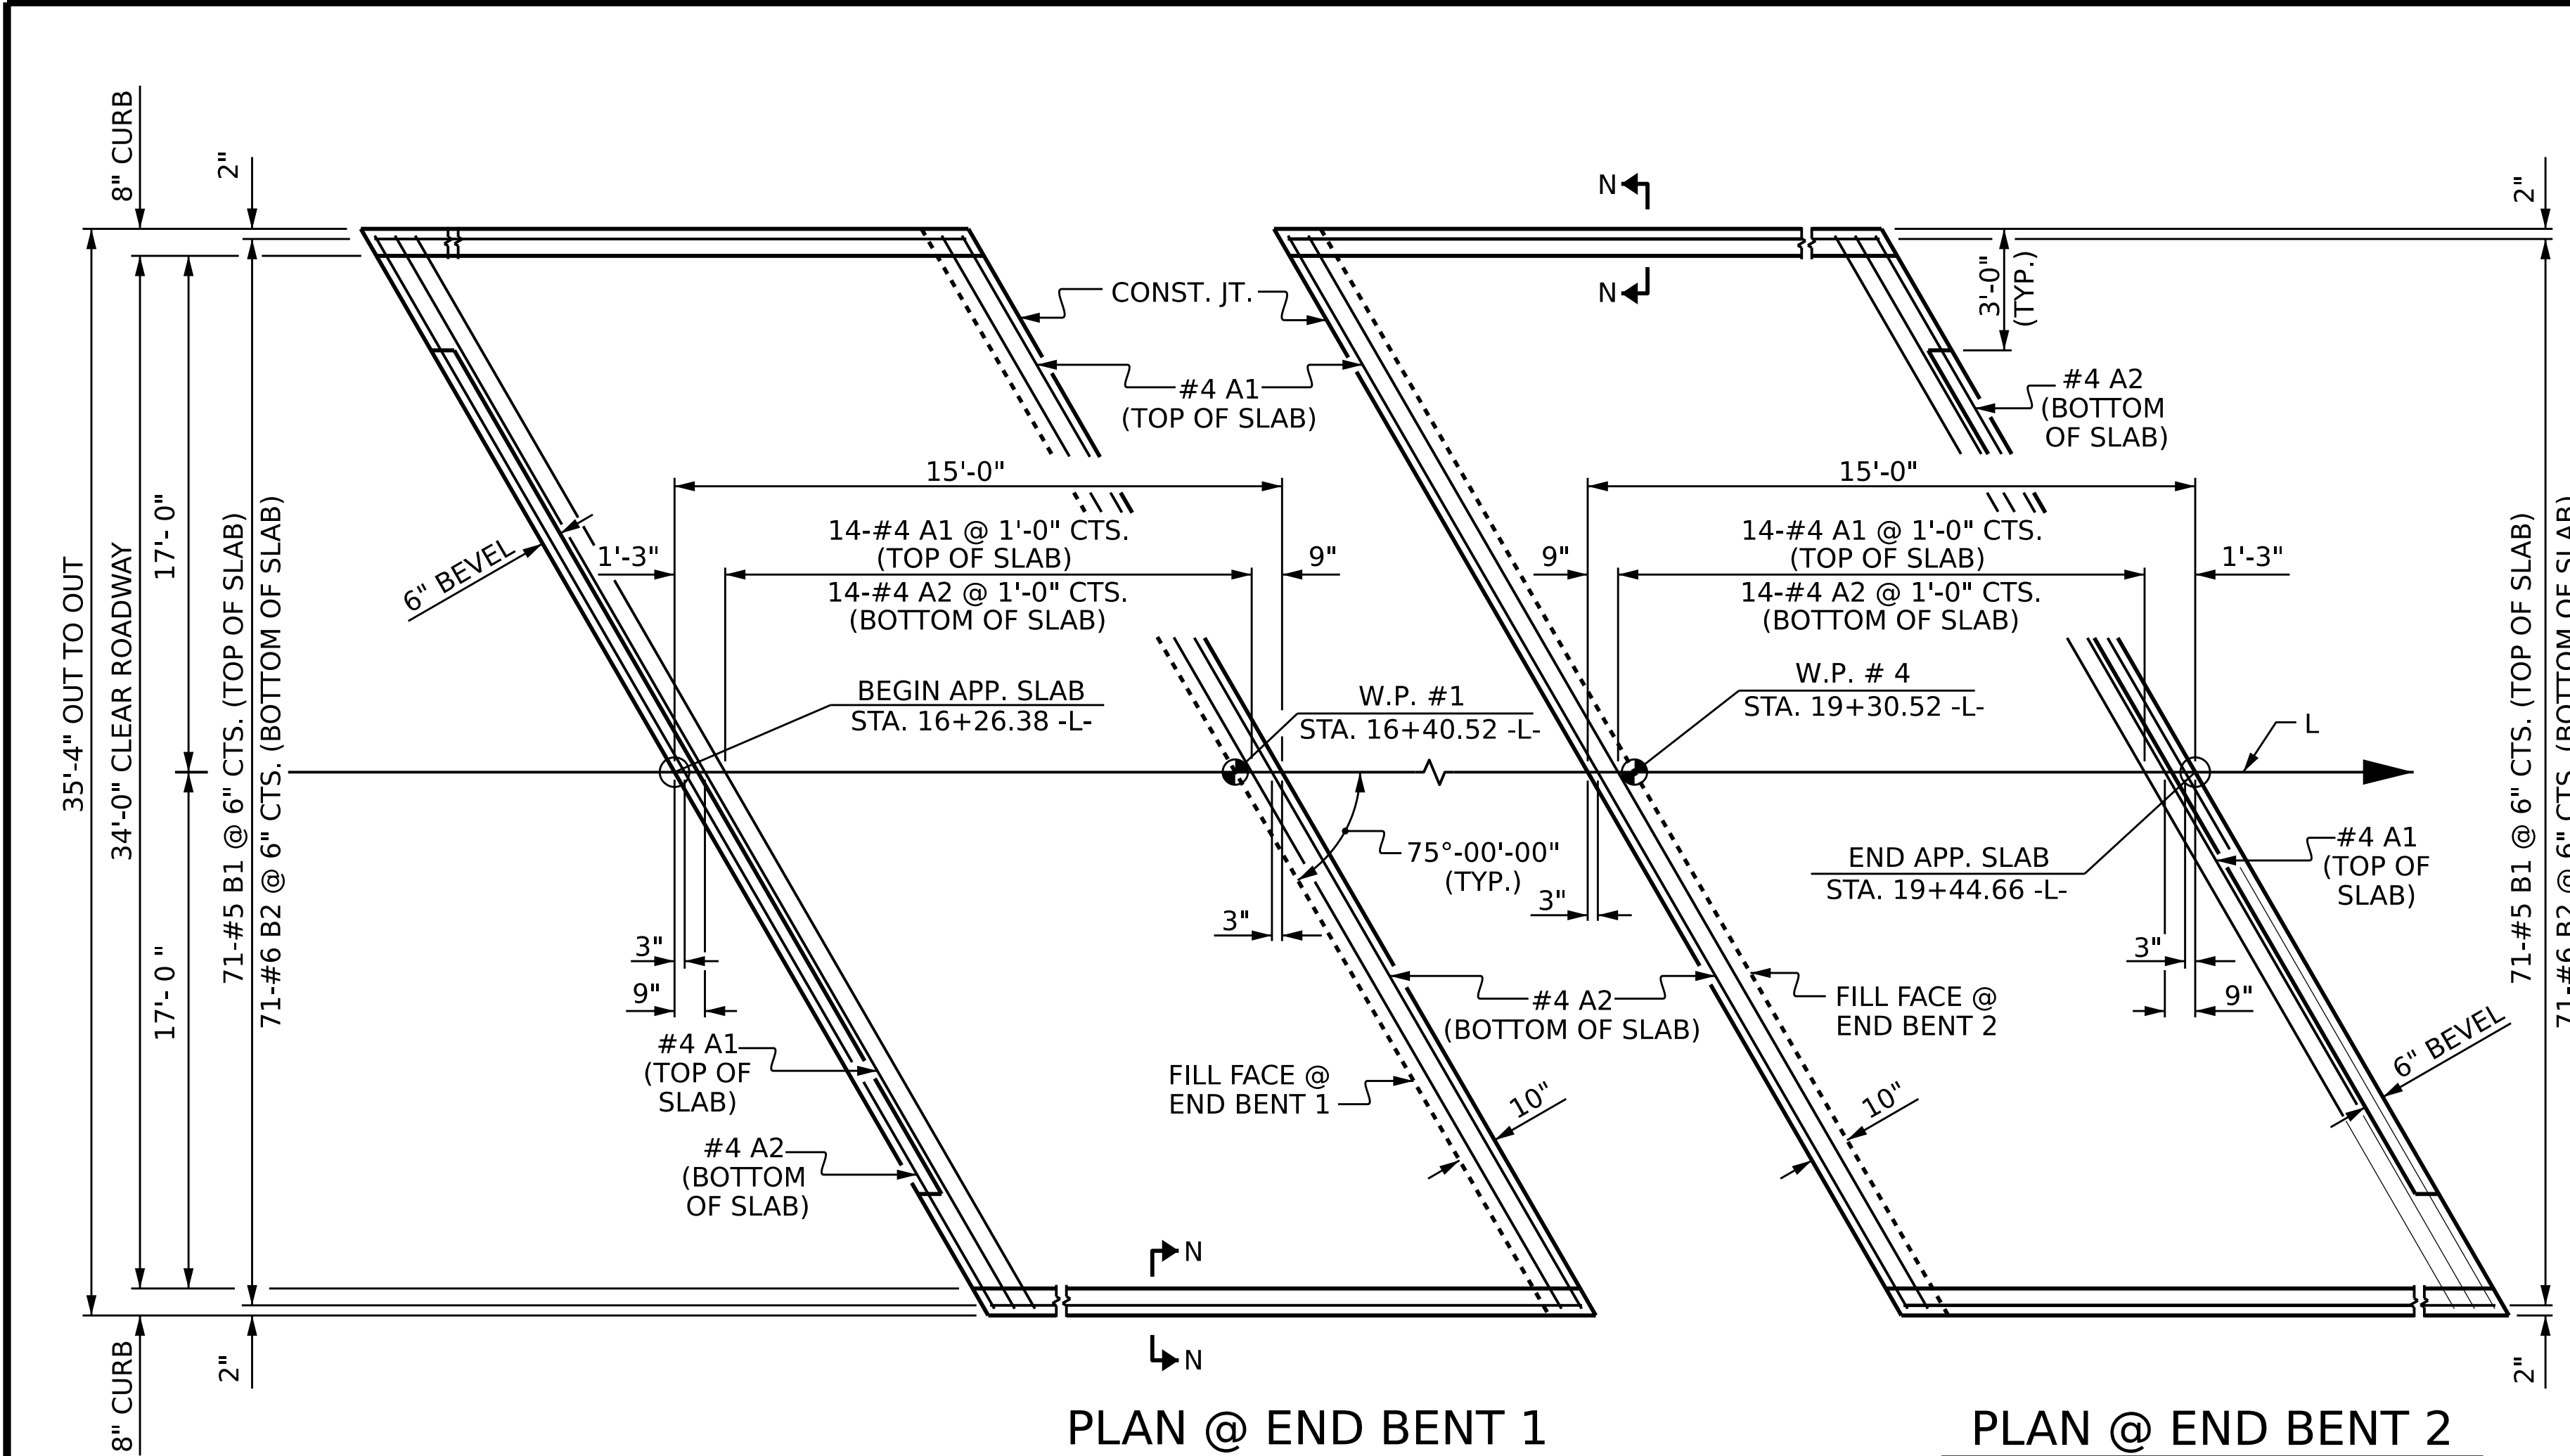 8" CURB
2"
35'-4" OUT TO OUT
34'-0" CLEAR ROADWAY
17'- 0"
17'- 0 "
71-#5 B1 @ 6" CTS. (TOP OF SLAB)
71-#6 B2 @ 6" CTS. (BOTTOM OF SLAB)
8" CURB
2"
6" BEVEL
CONST. JT.
#4 A1
(TOP OF SLAB)
15'-0"
1'-3"
14-#4 A1 @ 1'-0" CTS.
(TOP OF SLAB)
14-#4 A2 @ 1'-0" CTS.
(BOTTOM OF SLAB)
9"
BEGIN APP. SLAB
STA. 16+26.38 -L-
W.P. #1
STA. 16+40.52 -L-
75°-00'-00"
(TYP.)
3"
3"
9"
#4 A1
(TOP OF
SLAB)
#4 A2
(BOTTOM
OF SLAB)
FILL FACE @
END BENT 1
10"
N
N
PLAN @ END BENT 1
N
N
3'-0"
(TYP.)
2"
#4 A2
(BOTTOM
OF SLAB)
15'-0"
9"
14-#4 A1 @ 1'-0" CTS.
(TOP OF SLAB)
14-#4 A2 @ 1'-0" CTS.
(BOTTOM OF SLAB)
1'-3"
W.P. # 4
STA. 19+30.52 -L-
L
END APP. SLAB
STA. 19+44.66 -L-
#4 A1
(TOP OF
SLAB)
3"
3"
9"
#4 A2
(BOTTOM OF SLAB)
FILL FACE @
END BENT 2
10"
6" BEVEL
71-#5 B1 @ 6" CTS. (TOP OF SLAB)
71-#6 B2 @ 6" CTS. (BOTTOM OF SLAB)
2"
PLAN @ END BENT 2